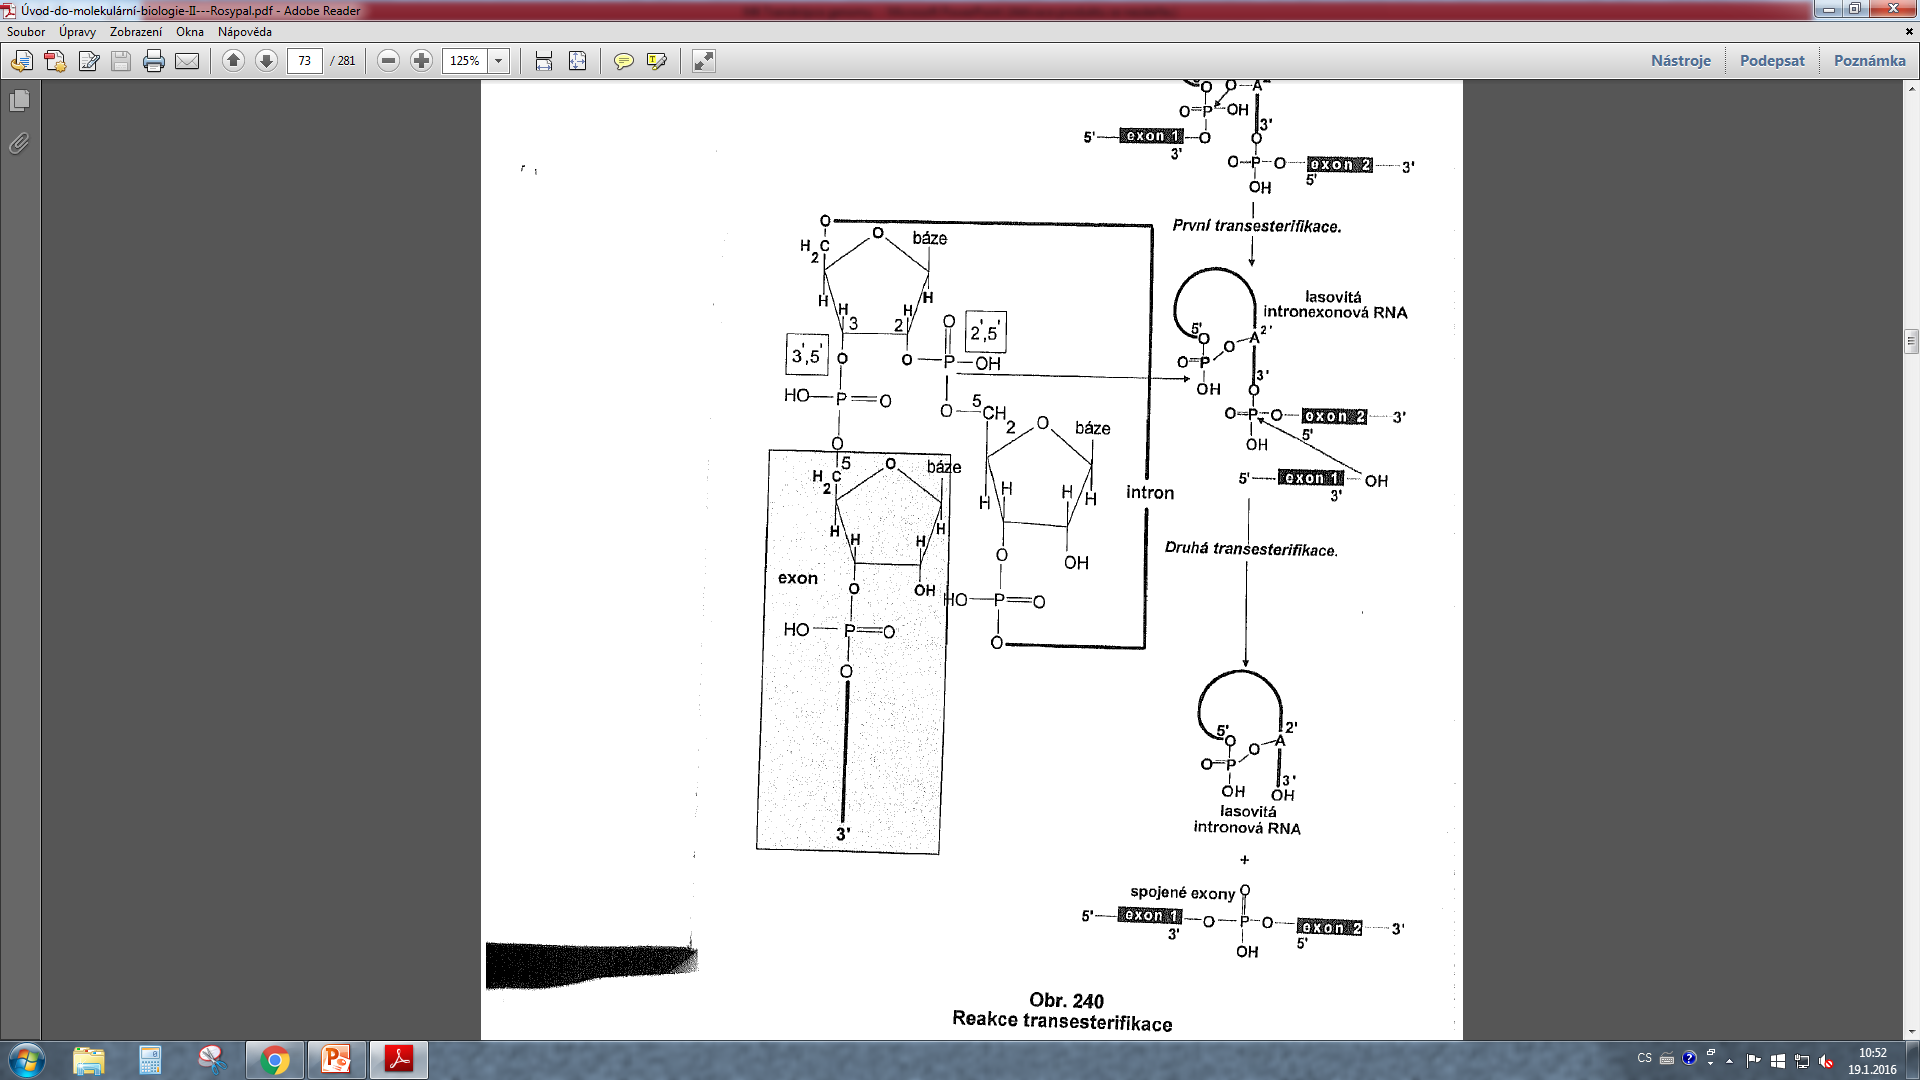 Úvod-do-molekulární-biologie-II---Rosypal.pdf - Adobe Reader
Soubor Úpravy Zobrazení Okna Nápověda
73 / 281 125% Nástroje Podepsat Poznámka
O O A
O=P-OH
3'
5' exon 1 O
3'
O
O P O exon 2 3'
5'
OH
První transesterifikace.
O
O báze
H2C
H H
H H
3 2
3',5' 2',5'
O O O P OH
HO P O
O 5 CH2
O báze
H H H H
O OH
HO P O
O
intron
O
5
H2C
O báze
H H H H
exon
O OH
HO P O
O
3'
lasovitá
intronexonová RNA
5' O O A 2'
O=P
OH
3'
O
O=P-O exon 2 3'
5'
OH
5' exon 1 OH
3'
Druhá transesterifikace.
5' O O A 2'
O=P
3'
OH OH
lasovitá
intronová RNA
+
spojené exony
O
5' exon 1 O P O exon 2 3'
3' 5'
OH
Obr. 240
Reakce transesterifikace
CS
10:52
19.1.2016